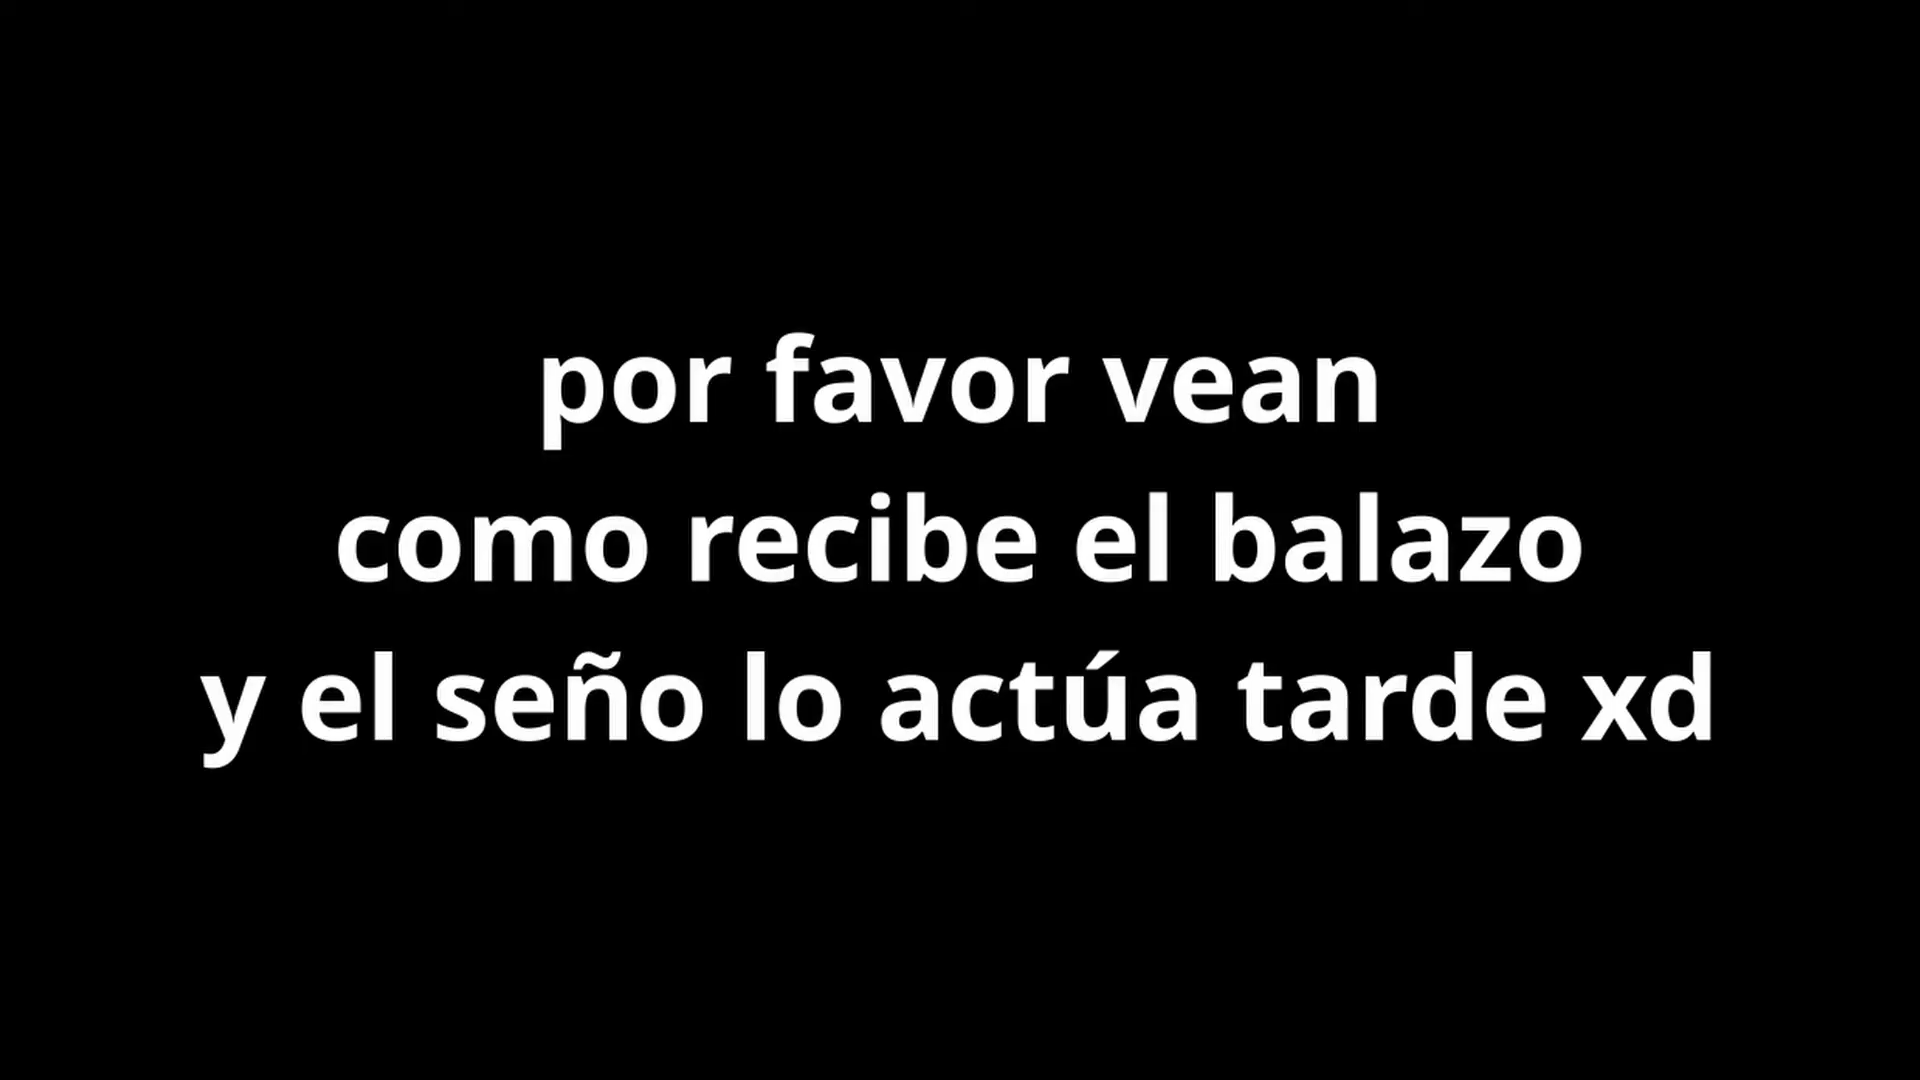 por favor vean
como recibe el balazo
y el seño lo actúa tarde xd